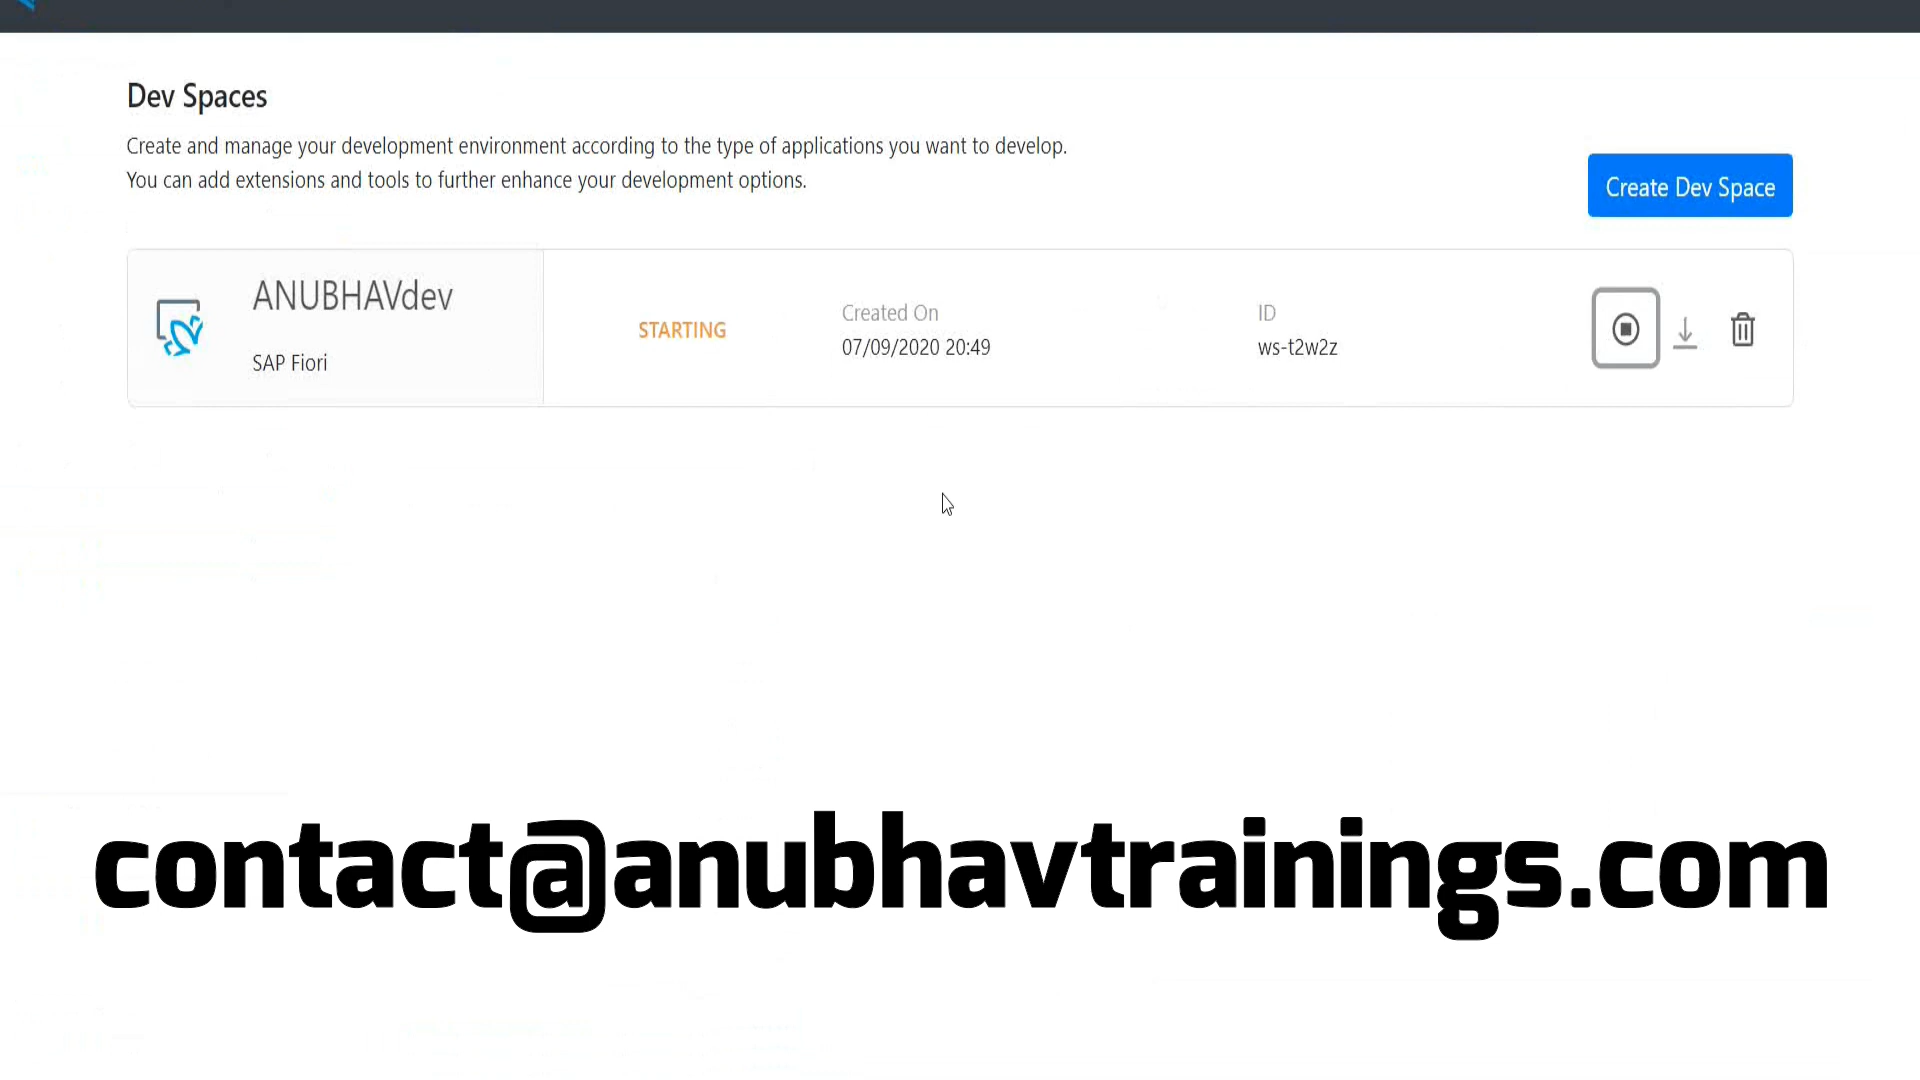 Dev Spaces
Create and manage your development environment according to the type of applications you want to develop.
You can add extensions and tools to further enhance your development options.
Create Dev Space
ANUBHAVdev
SAP Fiori
STARTING
Created On
07/09/2020 20:49
ID
ws-t2w2z
contact@anubhavtrainings.com